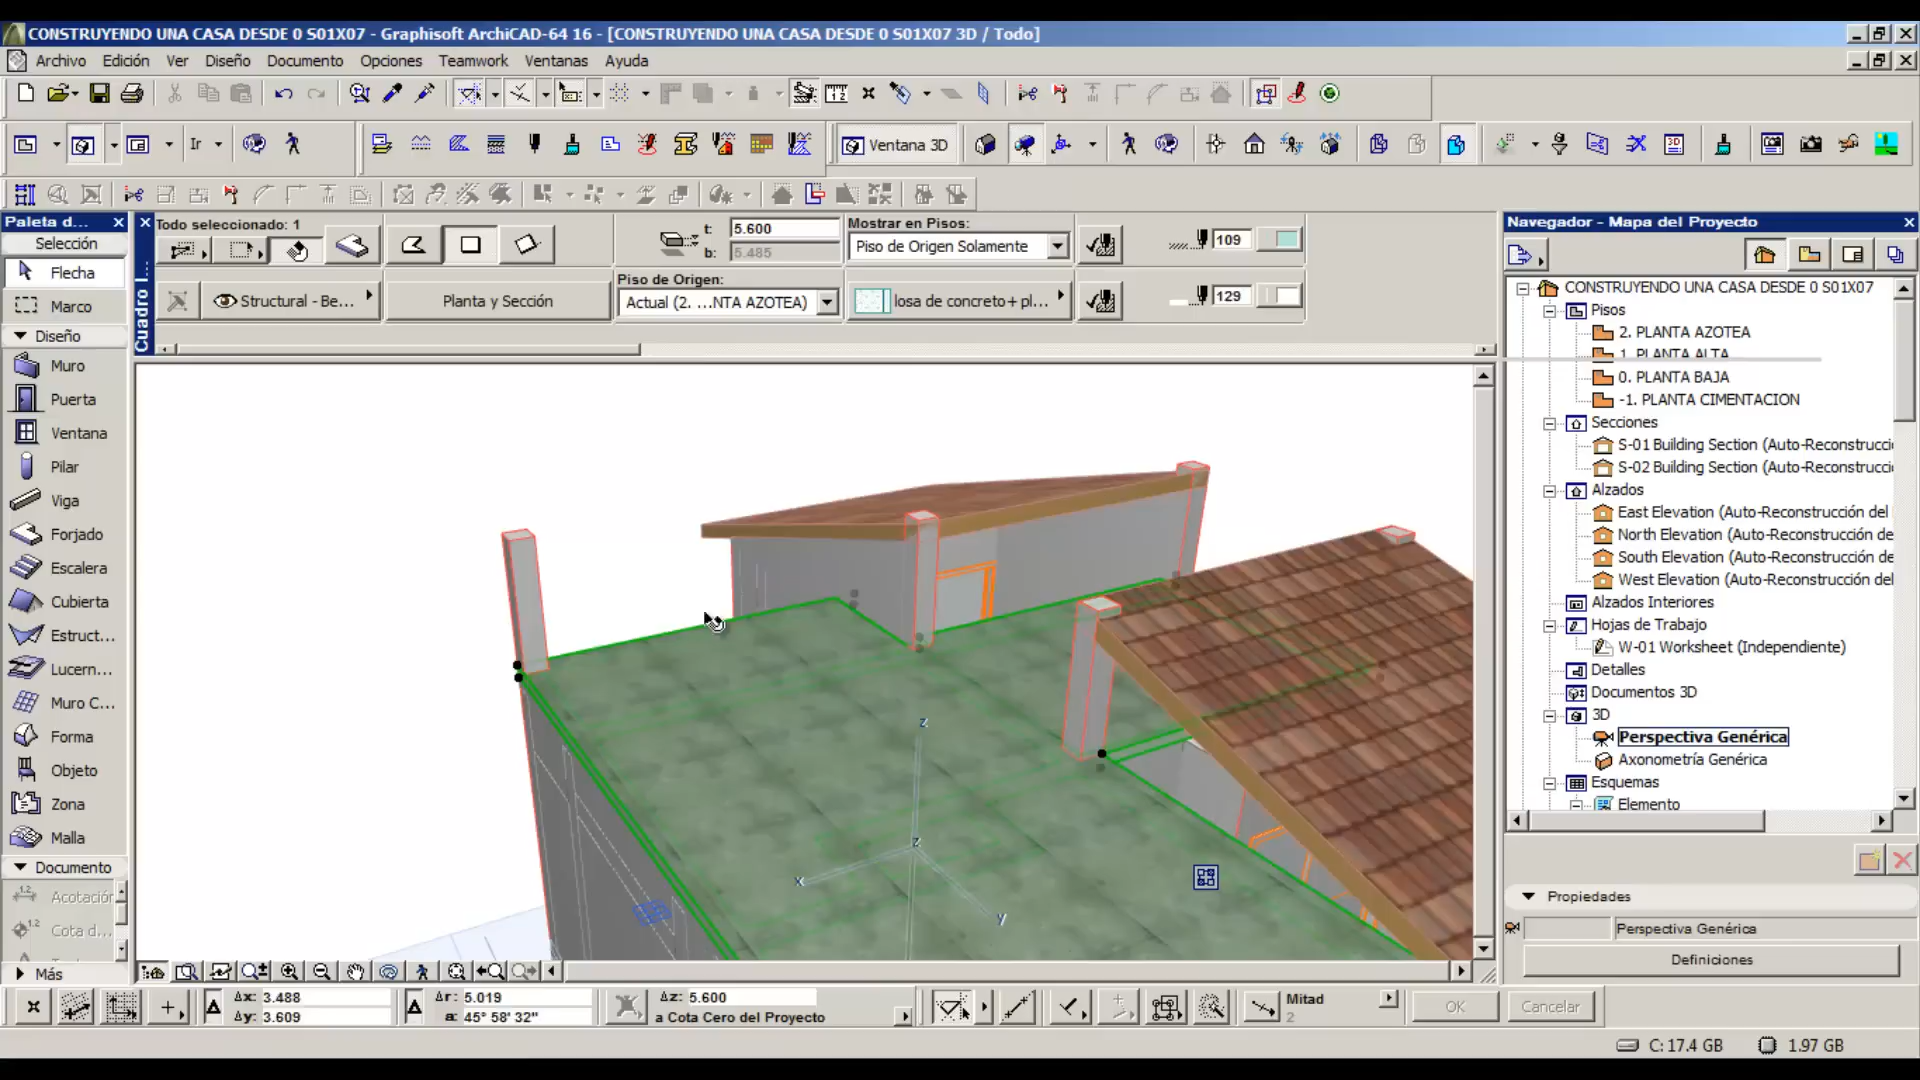 CONSTRUYENDO UNA CASA DESDE 0 S01X07 - Graphisoft ArchiCAD-64 16 - [CONSTRUYENDO UNA CASA DESDE 0 S01X07 3D / Todo]
Archivo Edición Ver Diseño Documento Opciones Teamwork Ventanas Ayuda
Ir
Ventana 3D
Paleta d...
Selección
Flecha
Marco
Diseño
Muro
Puerta
Ventana
Pilar
Viga
Forjado
Escalera
Cubierta
Estruct...
Lucern...
Muro C...
Forma
Objeto
Zona
Malla
Documento
Acotación
Cota d...
Más
Cuadro I...
Todo seleccionado: 1
t: 5.600
b: 5.485
Mostrar en Pisos:
Piso de Origen Solamente
109
Structural - Be...
Planta y Sección
Piso de Origen:
Actual (2. ...NTA AZOTEA)
losa de concreto+ pl...
129
z
z
x
y
Navegador - Mapa del Proyecto
CONSTRUYENDO UNA CASA DESDE 0 S01X07
Pisos
2. PLANTA AZOTEA
1. PLANTA ALTA
0. PLANTA BAJA
-1. PLANTA CIMENTACION
Secciones
S-01 Building Section (Auto-Reconstrucci
S-02 Building Section (Auto-Reconstrucci
Alzados
East Elevation (Auto-Reconstrucción del
North Elevation (Auto-Reconstrucción de
South Elevation (Auto-Reconstrucción de
West Elevation (Auto-Reconstrucción del
Alzados Interiores
Hojas de Trabajo
W-01 Worksheet (Independiente)
Detalles
Documentos 3D
3D
Perspectiva Genérica
Axonometría Genérica
Esquemas
Elemento
Propiedades
Perspectiva Genérica
Definiciones
Δx: 3.488
Δy: 3.609
Δr: 5.019
a: 45° 58' 32"
Δz: 5.600
a Cota Cero del Proyecto
Mitad
2
OK
Cancelar
C: 17.4 GB
1.97 GB